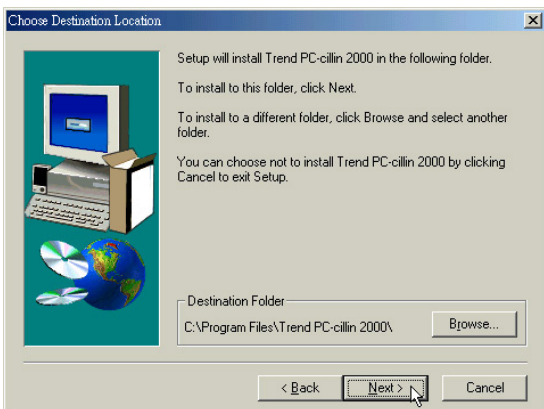 Choose Destination Location
Setup will install Trend PC-cillin 2000 in the following folder.
To install to this folder, click Next.
To install to a different folder, click Browse and select another
folder.
You can choose not to install Trend PC-cillin 2000 by clicking
Cancel to exit Setup.
Destination Folder
C:\Program Files\Trend PC-cillin 2000\
Browse...
< Back
Next >
Cancel